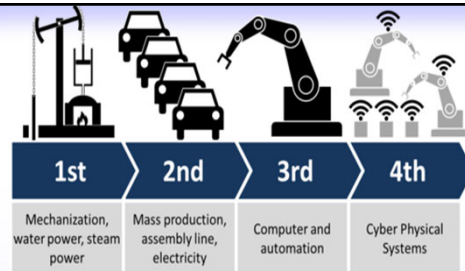 1st
2nd
3rd
4th
Mechanization,
water power, steam
power
Mass production,
assembly line,
electricity
Computer and
automation
Cyber Physical
Systems